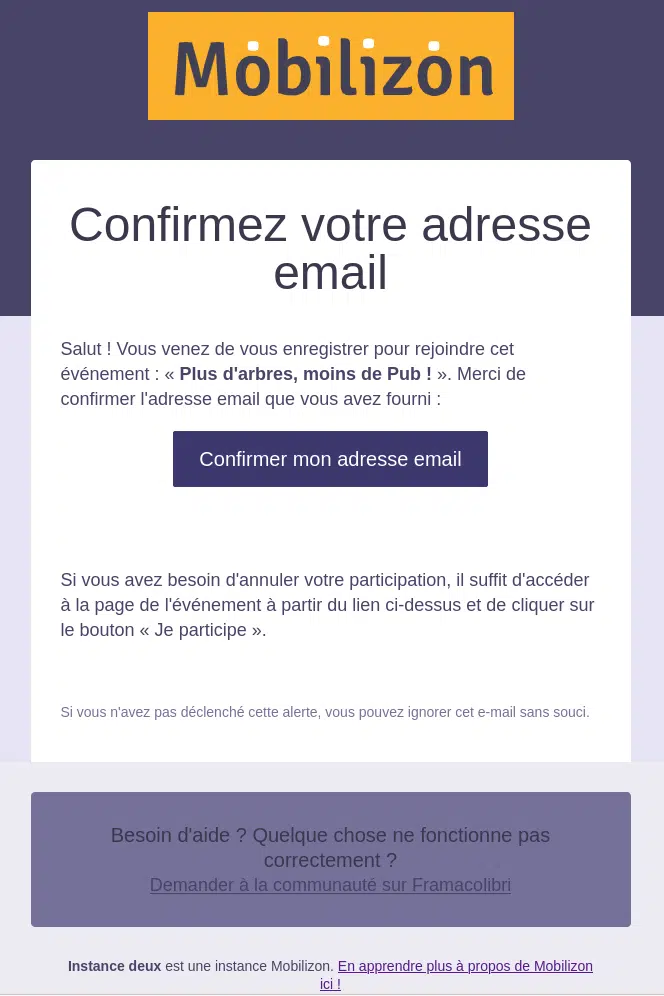 Mobilizon
Confirmez votre adresse
email
Salut ! Vous venez de vous enregistrer pour rejoindre cet
événement : « Plus d'arbres, moins de Pub ! ». Merci de
confirmer l'adresse email que vous avez fourni :
Confirmer mon adresse email
Si vous avez besoin d'annuler votre participation, il suffit d'accéder
à la page de l'événement à partir du lien ci-dessus et de cliquer sur
le bouton « Je participe ».
Si vous n'avez pas déclenché cette alerte, vous pouvez ignorer cet e-mail sans souci.
Besoin d'aide ? Quelque chose ne fonctionne pas
correctement ?
Demander à la communauté sur Framacolibri
Instance deux est une instance Mobilizon. En apprendre plus à propos de Mobilizon
ici !